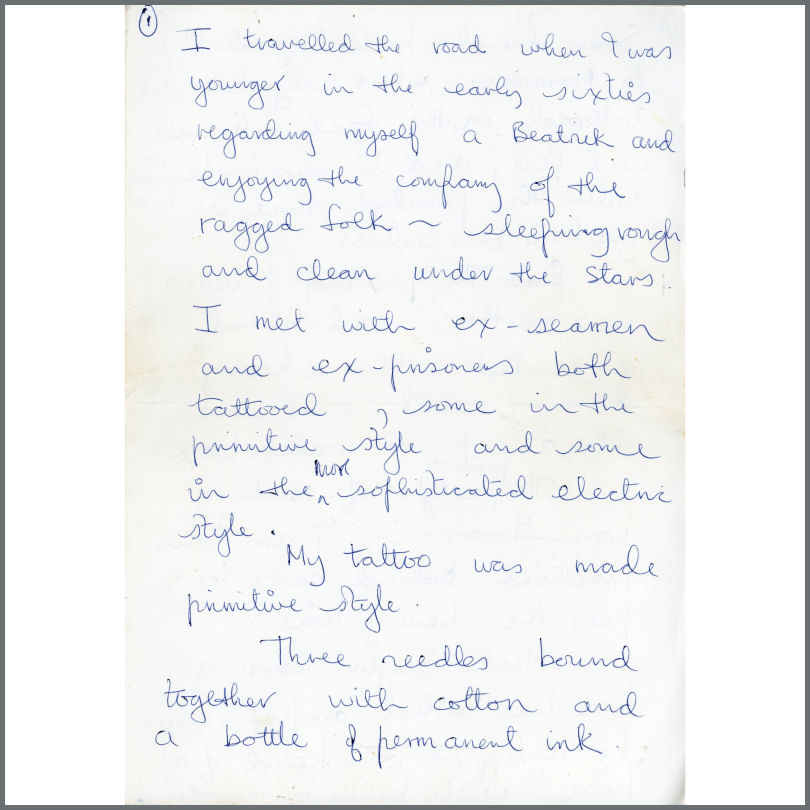 1
I travelled the road when I was
younger in the early sixties
regarding myself a Beatnik and
enjoying the company of the
ragged folk ~ sleeping rough
and clean under the stars.
I met with ex-seamen
and ex-prisoners both
tattooed, some in the
primitive style and some
in the more sophisticated electric
style.
My tattoo was made
primitive style.
Three needles bound
together with cotton and
a bottle of permanent ink.